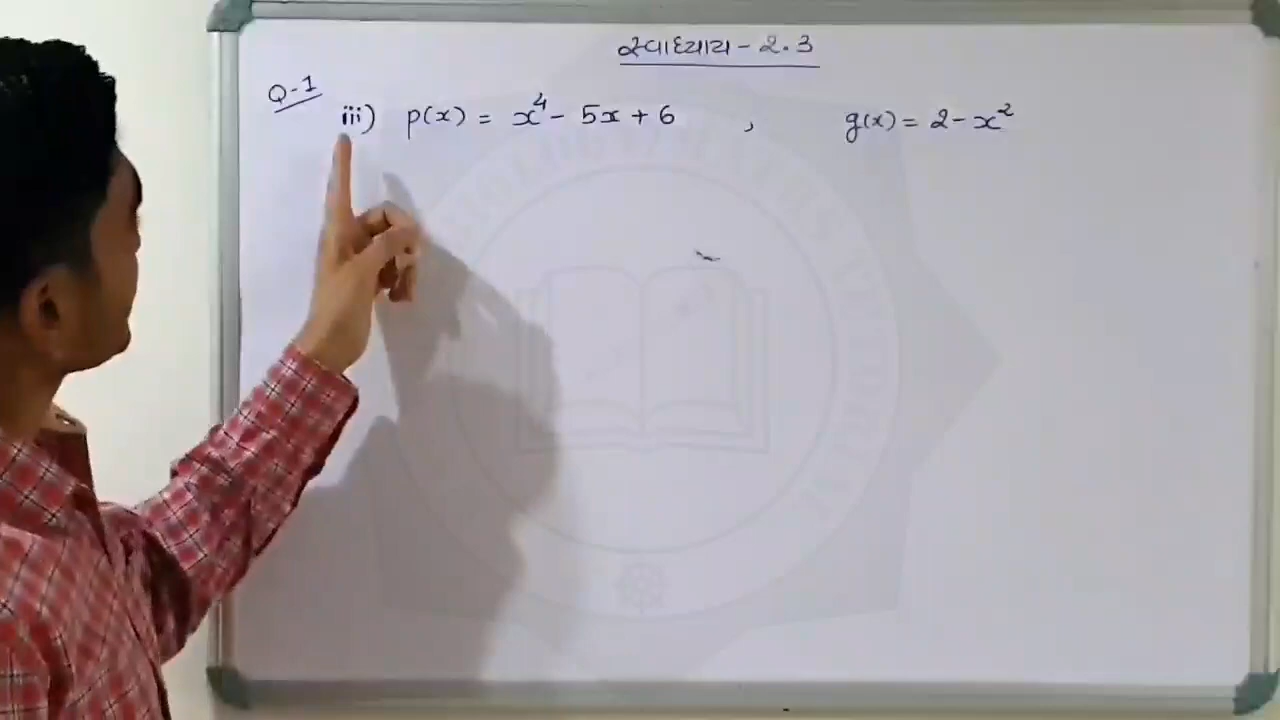 સ્વાધ્યાય - 2.3
Q-1
iii) p(x) = x⁴ - 5x + 6 , g(x) = 2 - x²